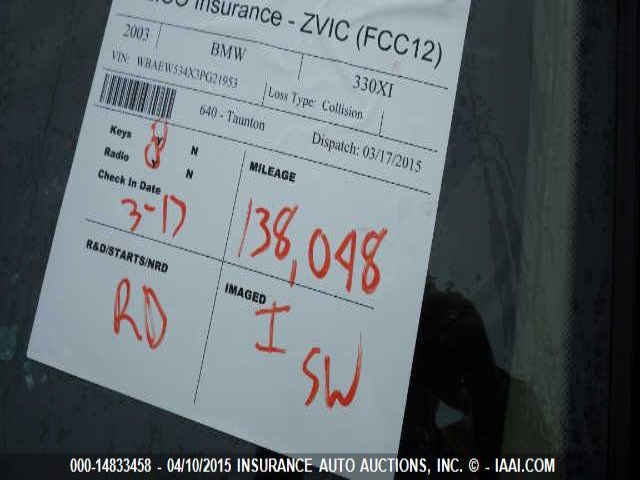 Insurance - ZVIC (FCC12)
2003 BMW 330XI
VIN: WBAEW534X3PG21953 Loss Type: Collision
640 - Taunton Dispatch: 03/17/2015
Keys Y N
Radio Y N
Check In Date
3-17
MILEAGE
138,048
R&D/STARTS/NRD
RD
IMAGED
I
SW
000-14833458 - 04/10/2015 INSURANCE AUTO AUCTIONS, INC. © - IAAI.COM